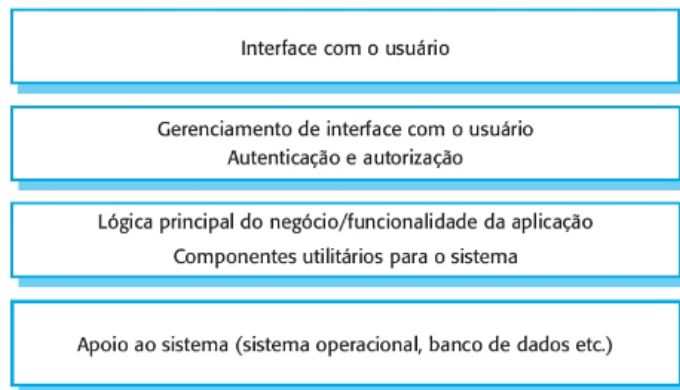 Interface com o usuário
Gerenciamento de interface com o usuário
Autenticação e autorização
Lógica principal do negócio/funcionalidade da aplicação
Componentes utilitários para o sistema
Apoio ao sistema (sistema operacional, banco de dados etc.)